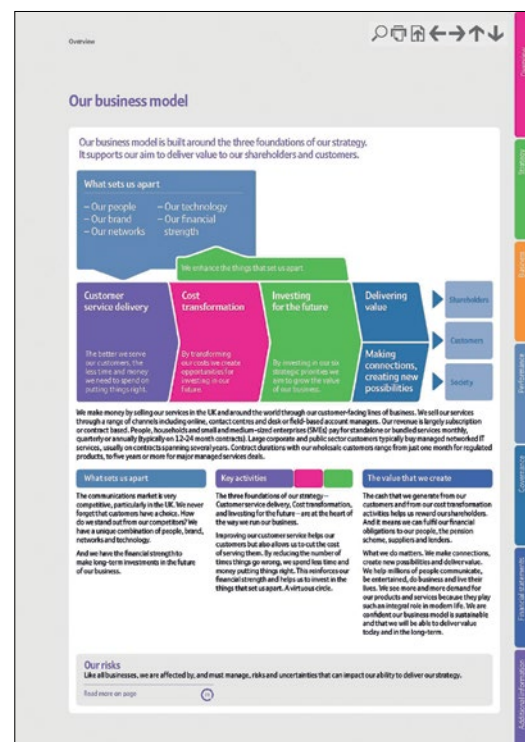 Overview
Our business model
Our business model is built around the three foundations of our strategy.
It supports our aim to deliver value to our shareholders and customers.
What sets us apart
– Our people
– Our brand
– Our networks
– Our technology
– Our financial
strength
We enhance the things that set us apart
Customer
service delivery
The better we serve
our customers, the
less time and money
we need to spend on
putting things right.
Cost
transformation
By transforming
our costs we create
opportunities for
investing in our
future.
Investing
for the future
By investing in our six
strategic priorities we
aim to grow the value
of our business.
Delivering
value
Making
connections,
creating new
possibilities
Shareholders
Customers
Society
We make money by selling our services in the UK and around the world through our customer-facing lines of business. We sell our services
through a range of channels including online, contact centres and desk or field-based account managers. Our revenue is largely subscription
or contract based. People, households and small and medium-sized enterprises (SMEs) pay for standalone or bundled services monthly,
quarterly or annually (typically on 12-24 month contracts). Large corporate and public sector customers typically buy managed networked IT
services, usually on contracts spanning several years. Contract durations with our wholesale customers range from just one month for regulated
products, to five years or more for major managed services deals.
What sets us apart
The communications market is very
competitive, particularly in the UK. We never
forget that customers have a choice. How
do we stand out from our competitors? We
have a unique combination of people, brand,
networks and technology.
And we have the financial strength to
make long-term investments in the future
of our business.
Key activities
The three foundations of our strategy –
Customer service delivery, Cost transformation,
and Investing for the future – are at the heart of
the way we run our business.
Improving our customer service helps our
customers but also allows us to cut the cost
of serving them. By reducing the number of
times things go wrong, we spend less time and
money putting things right. This reinforces our
financial strength and helps us to invest in the
things that set us apart. A virtuous circle.
The value that we create
The cash that we generate from our
customers and from our cost transformation
activities helps us reward our shareholders.
And it means we can fulfil our financial
obligations to our people, the pension
scheme, suppliers and lenders.
What we do matters. We make connections,
create new possibilities and deliver value.
We help millions of people communicate,
be entertained, do business and live their
lives. We see more and more demand for
our products and services because they play
such an integral role in modern life. We are
confident our business model is sustainable
and that we will be able to deliver value
today and in the long-term.
Our risks
Like all businesses, we are affected by, and must manage, risks and uncertainties that can impact our ability to deliver our strategy.
Read more on page
Overview
Strategy
Business
Performance
Governance
Financial statements
Additional information